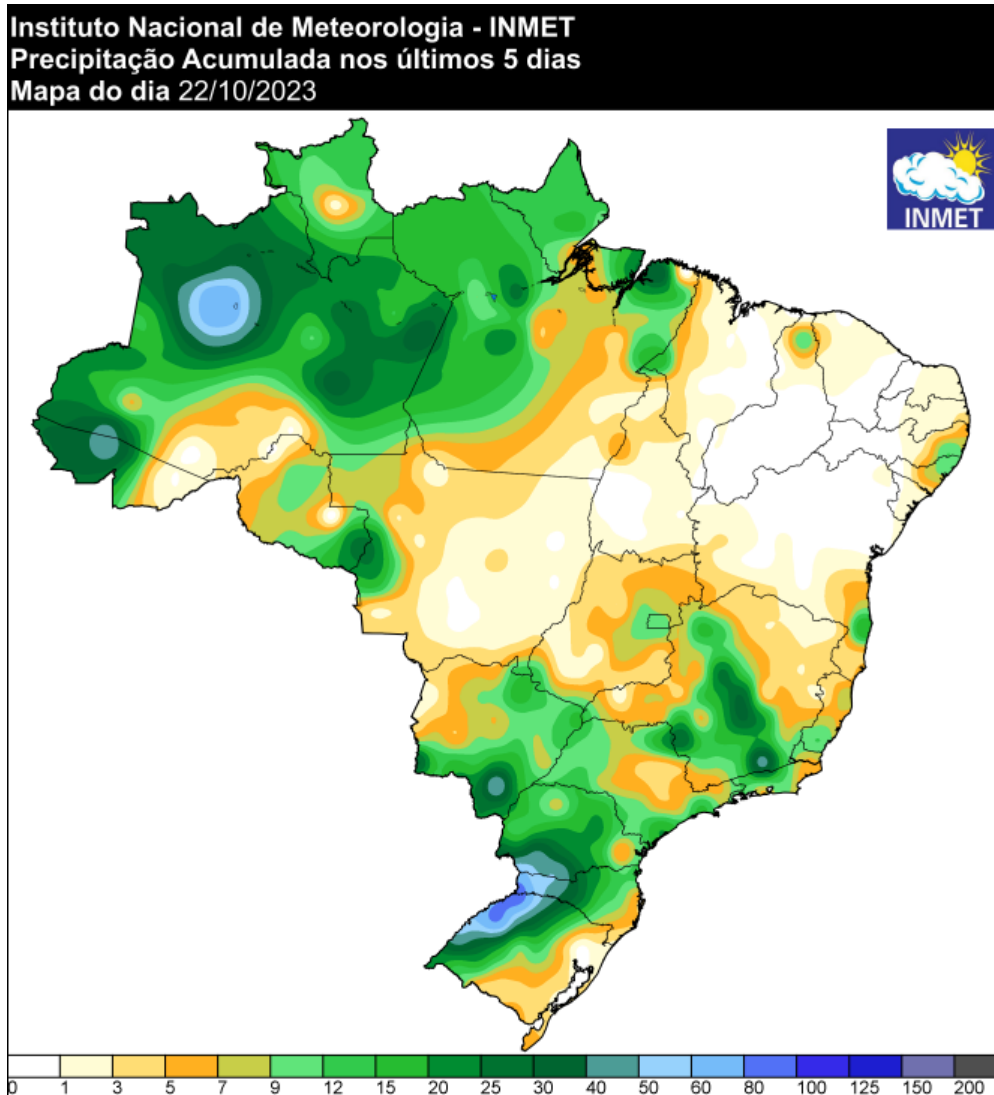 Instituto Nacional de Meteorologia - INMET
Precipitação Acumulada nos últimos 5 dias
Mapa do dia 22/10/2023
INMET
0 1 3 5 7 9 12 15 20 25 30 40 50 60 80 100 125 150 200